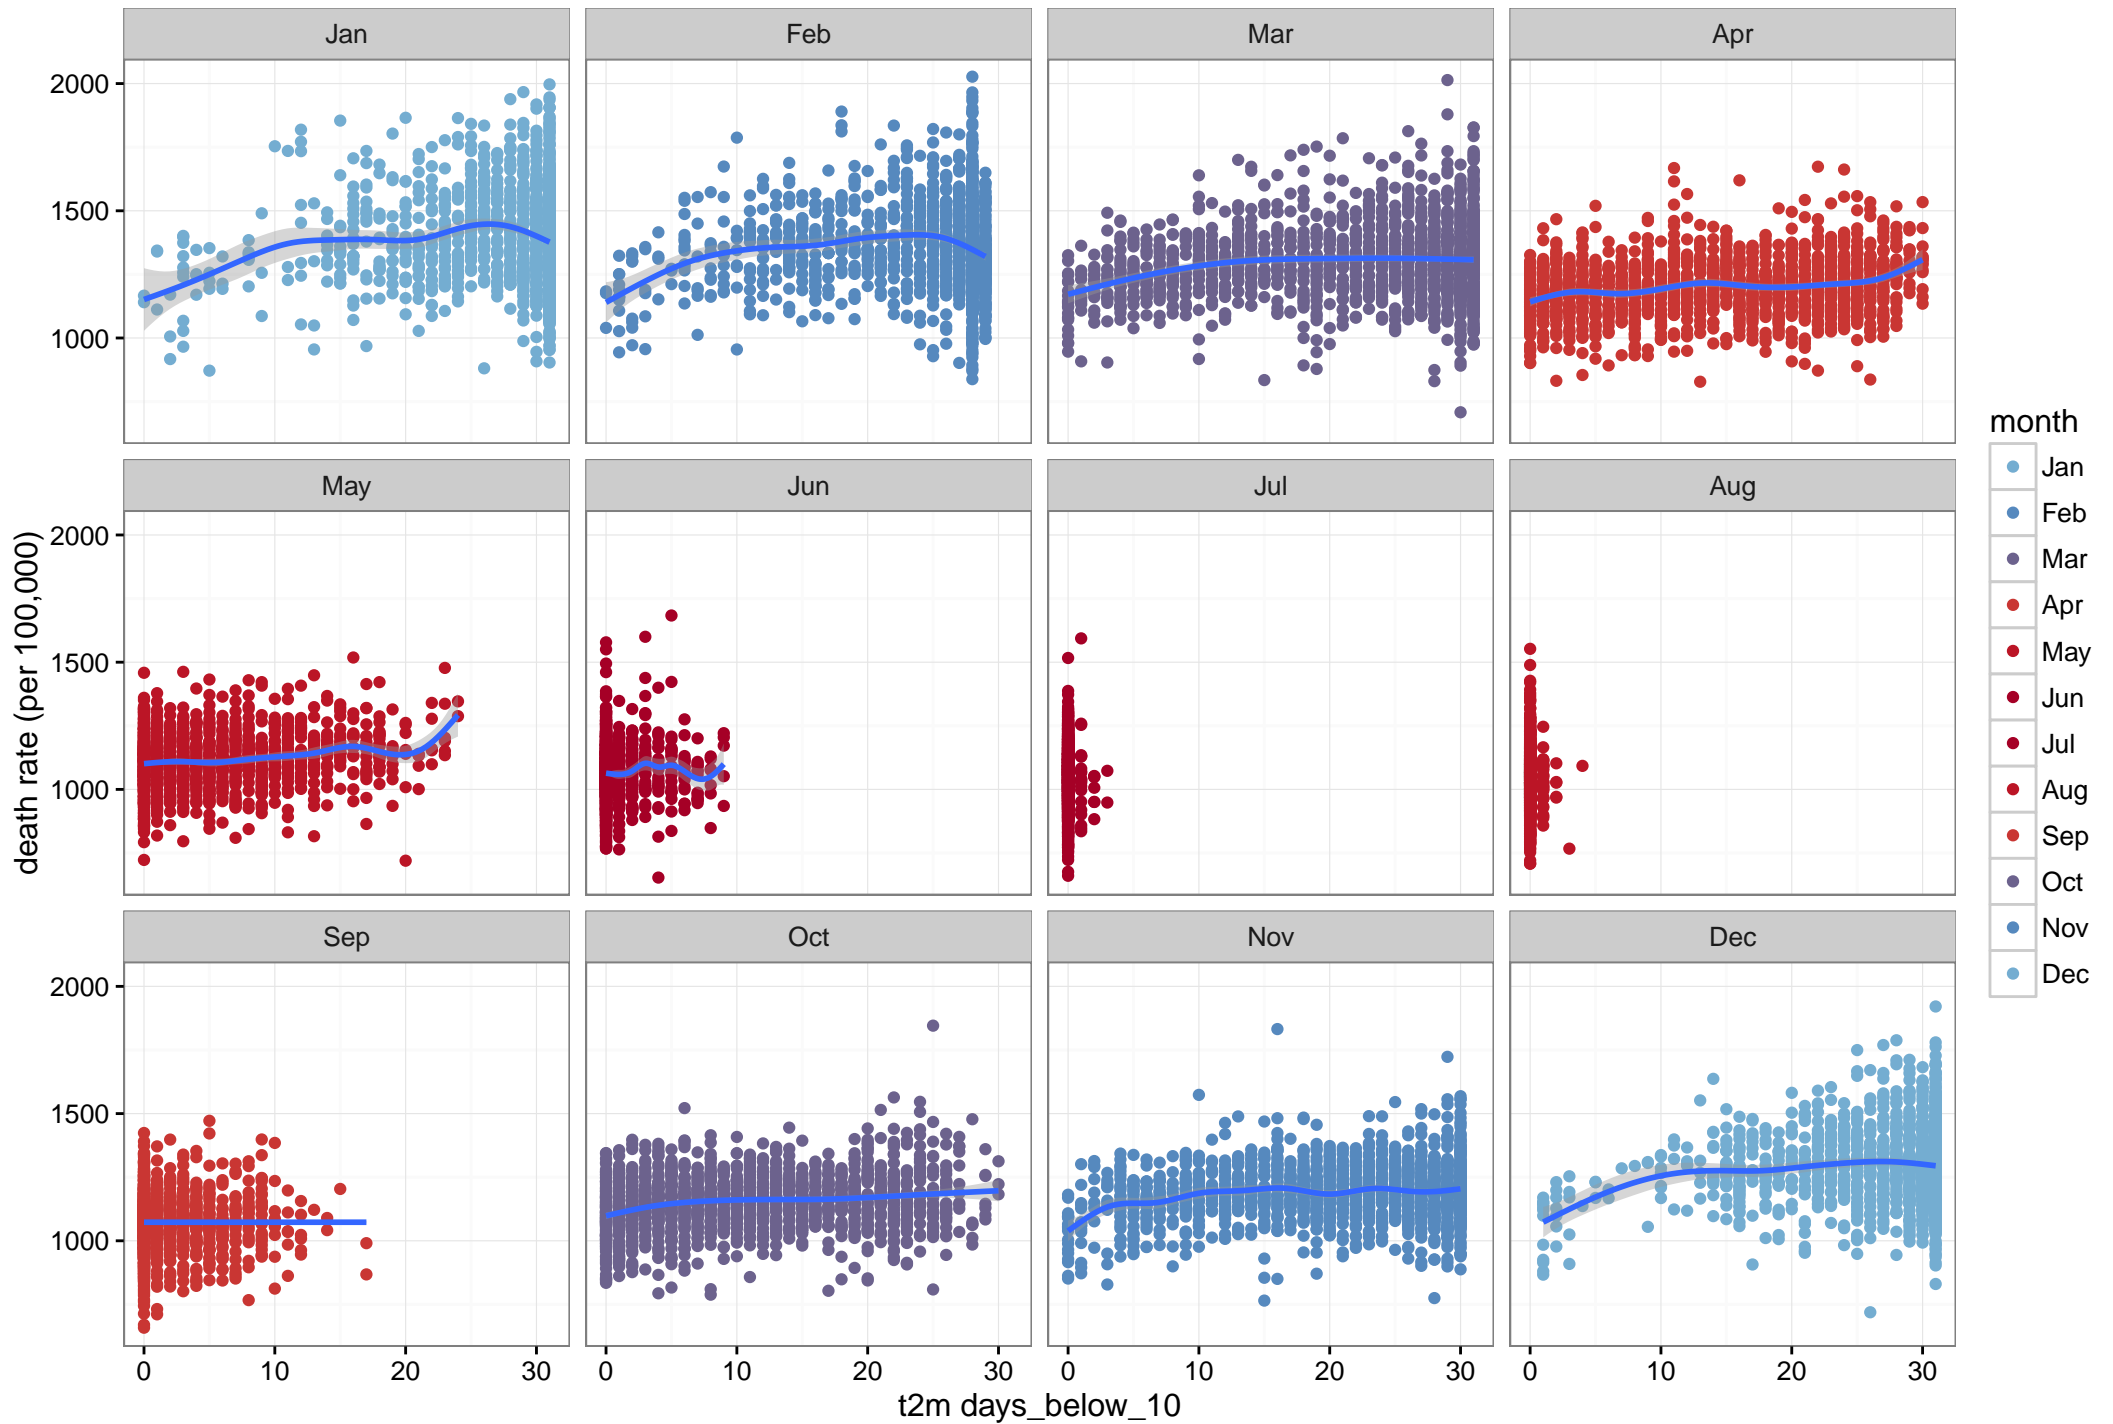 Jan Feb Mar Apr
2000
1500
1000
May Jun Jul Aug
2000
1500
1000
death rate (per 100,000)
Sep Oct Nov Dec
2000
1500
1000
0 10 20 30 0 10 20 30 0 10 20 30 0 10 20 30
t2m days_below_10
month
Jan
Feb
Mar
Apr
May
Jun
Jul
Aug
Sep
Oct
Nov
Dec